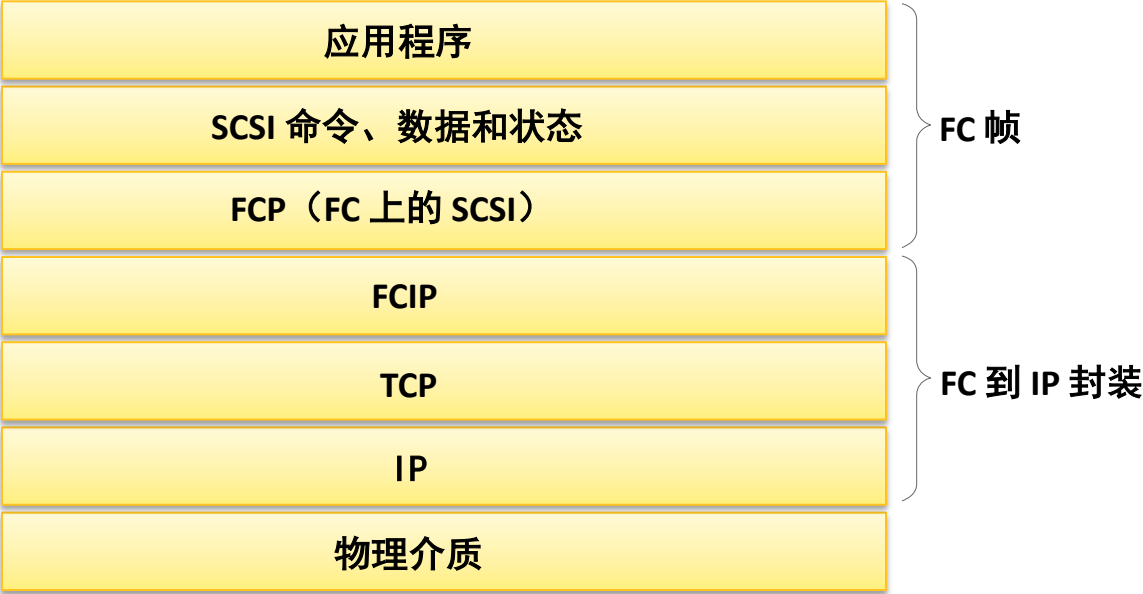 应用程序
SCSI 命令、数据和状态
FC 帧
FCP（FC 上的 SCSI）
FCIP
TCP
FC 到 IP 封装
IP
物理介质